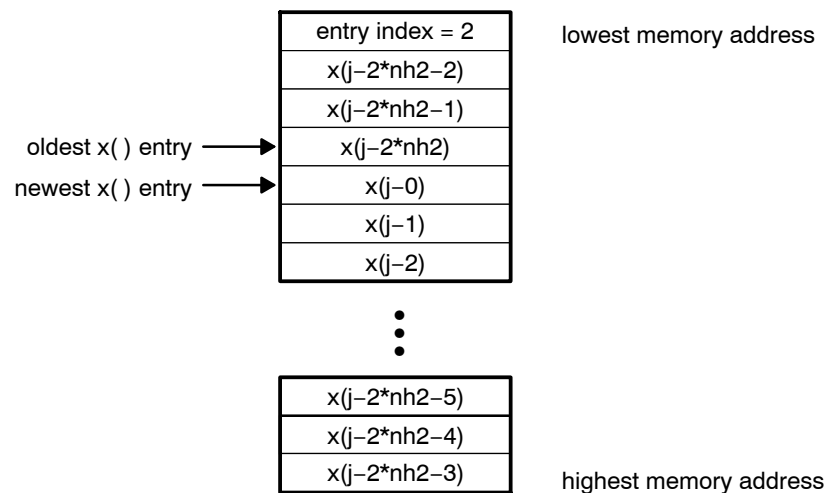 entry index = 2
lowest memory address
x(j−2*nh2−2)
x(j−2*nh2−1)
oldest x( ) entry
x(j−2*nh2)
newest x( ) entry
x(j−0)
x(j−1)
x(j−2)
x(j−2*nh2−5)
x(j−2*nh2−4)
x(j−2*nh2−3)
highest memory address